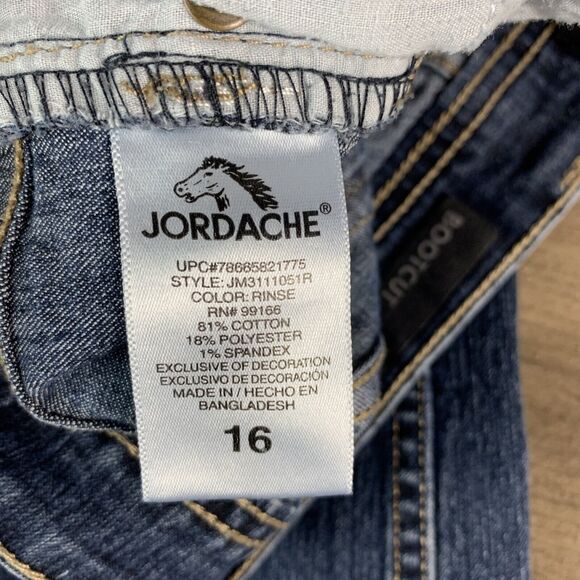 JORDACHE®
UPC#78665821775
STYLE: JM3111051R
COLOR: RINSE
RN# 99166
81% COTTON
18% POLYESTER
1% SPANDEX
EXCLUSIVE OF DECORATION
EXCLUSIVO DE DECORACIÓN
MADE IN / HECHO EN
BANGLADESH
16
BOOTCUT